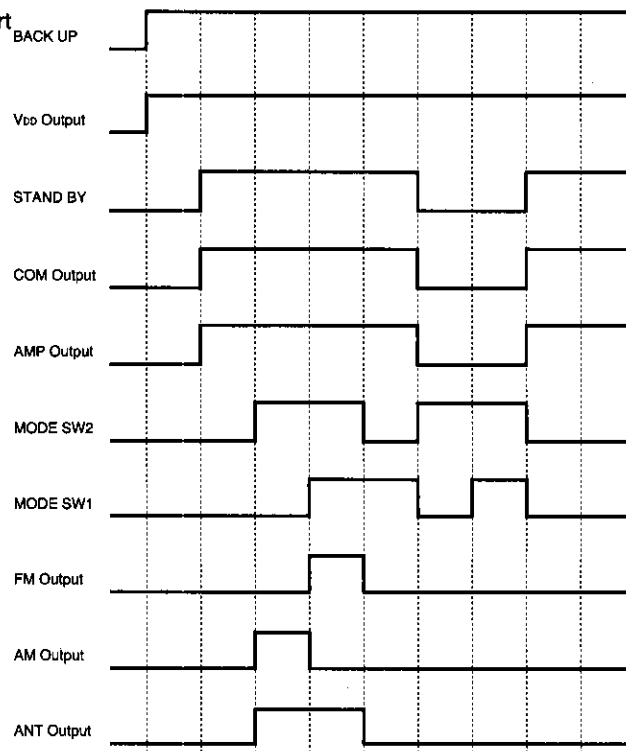 rt
BACK UP
VDD Output
STAND BY
COM Output
AMP Output
MODE SW2
MODE SW1
FM Output
AM Output
ANT Output